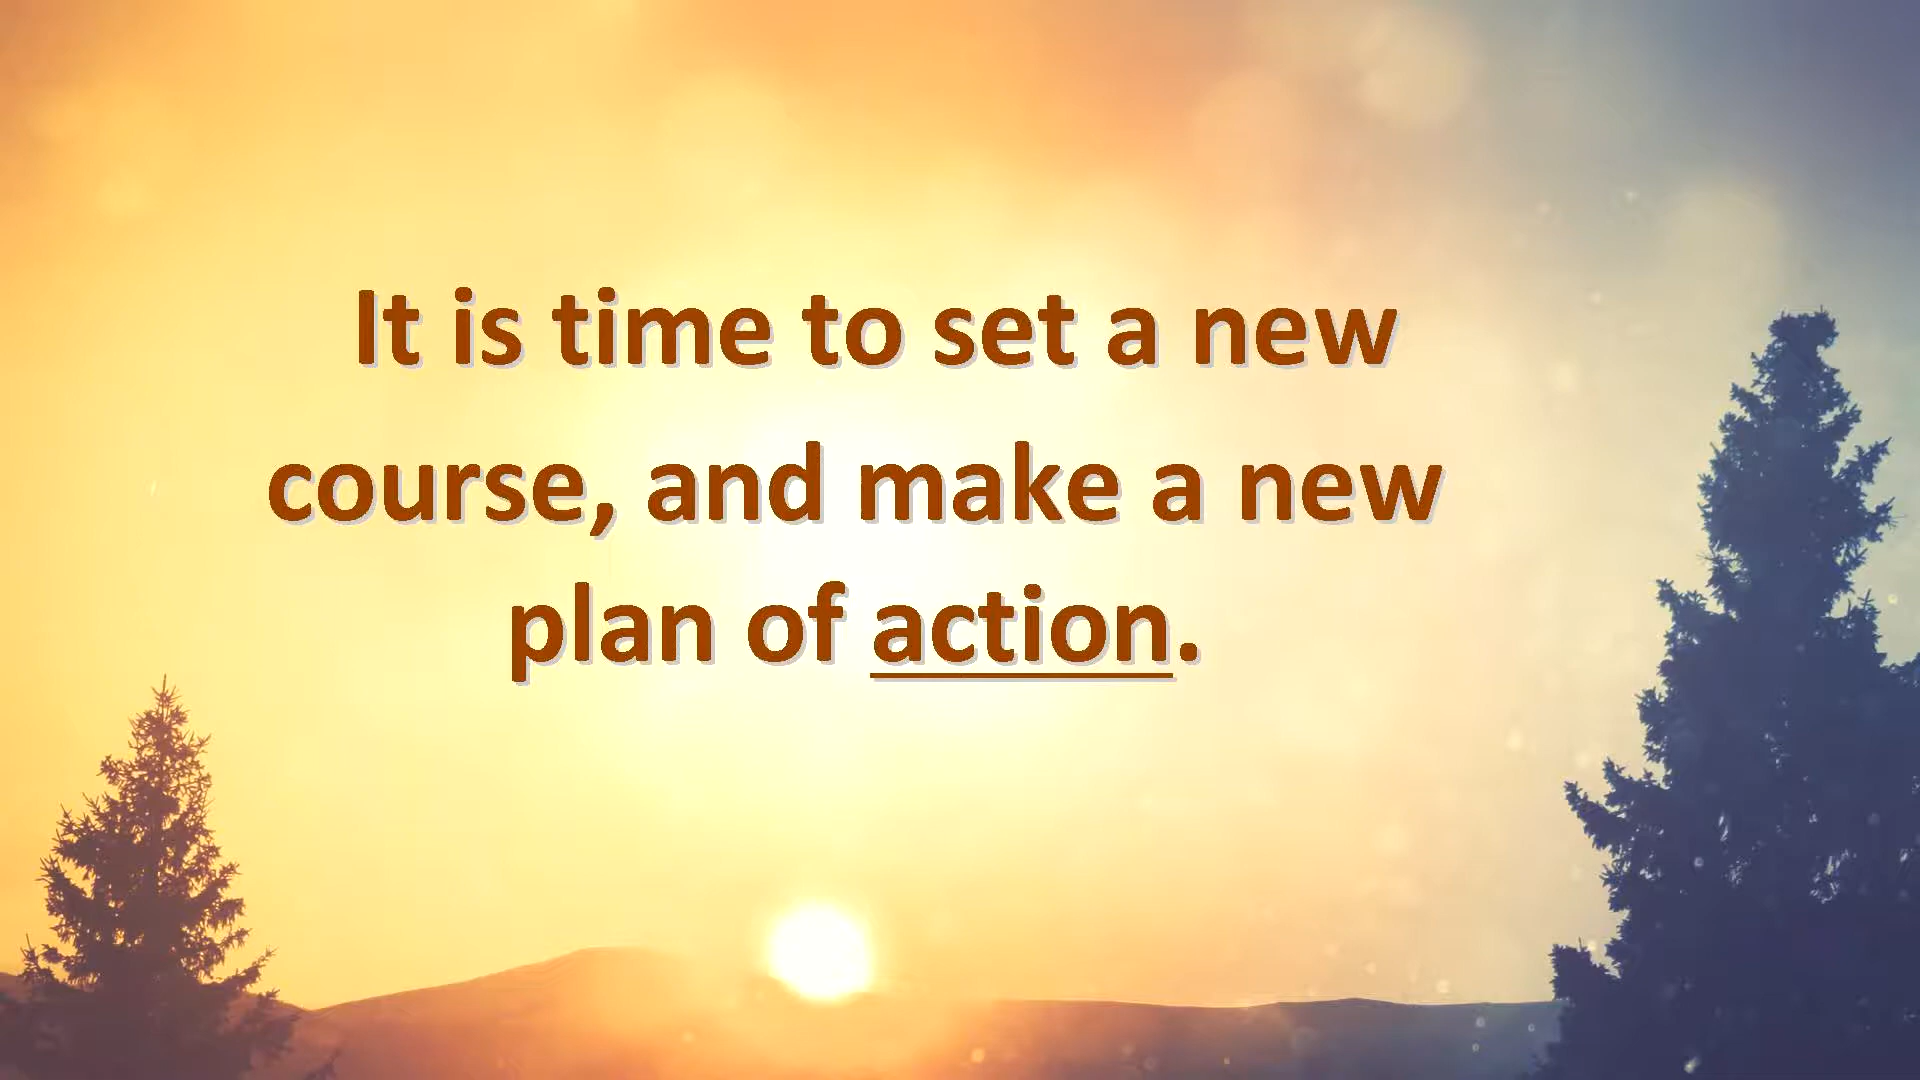 It is time to set a new
course, and make a new
plan of action.